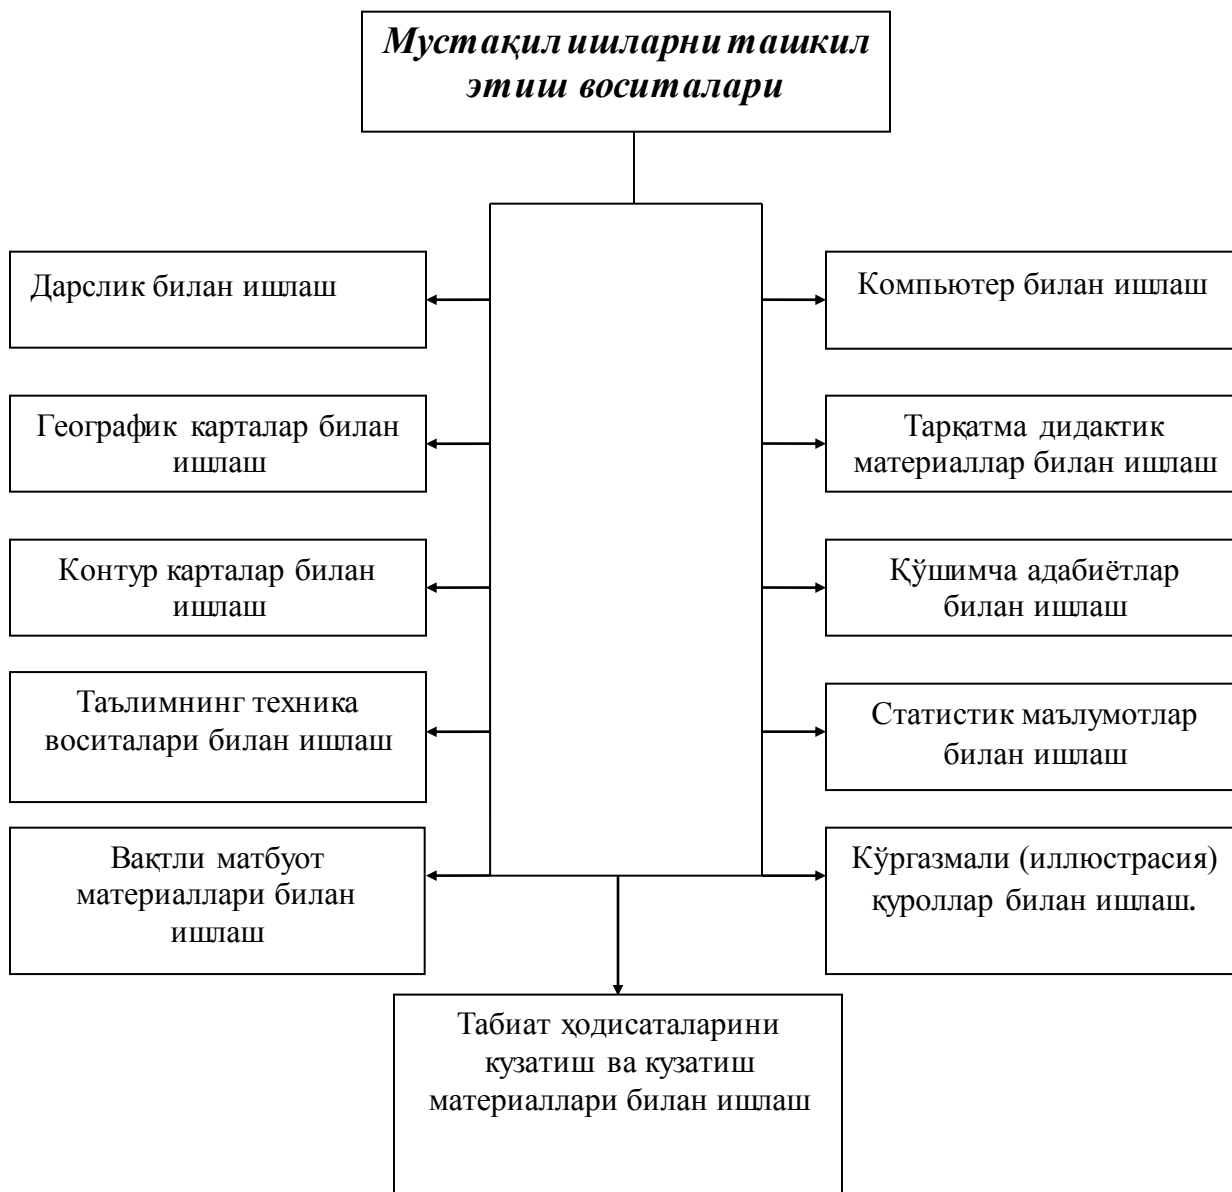 Мустақил ишларни ташкил
этиш воситалари
Дарслик билан ишлаш
Компьютер билан ишлаш
Географик карталар билан
ишлаш
Тарқатма дидактик
материаллар билан ишлаш
Контур карталар билан
ишлаш
Қўшимча адабиётлар
билан ишлаш
Таълимнинг техника
воситалари билан ишлаш
Статистик маълумотлар
билан ишлаш
Вақтли матбуот
материаллари билан
ишлаш
Кўргазмали (иллюстрасия)
қуроллар билан ишлаш.
Табиат ҳодисаталарини
кузатиш ва кузатиш
материаллари билан ишлаш